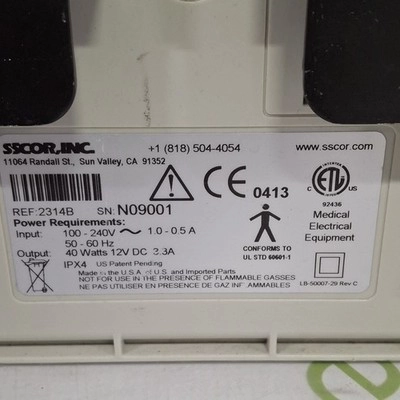 SSCOR, INC. +1 (818) 504-4054 www.sscor.com
11064 Randall St., Sun Valley, CA 91352
C ETL US
CE 0413
92436
REF:2314B SN: N09001
Medical
Electrical
Equipment
Power Requirements:
Input: 100 - 240V ~ 1.0 - 0.5 A
50 - 60 Hz
Output: 40 Watts 12V DC 3.3A
CONFORMS TO
UL STD 60601-1
IPX4 US Patent Pending
Made in the U.S.A. of U.S. and Imported Parts
NOT FOR USE IN THE PRESENCE OF FLAMMABLE GASSES
NE PAS UTILISER EN PRESENCE DE GAZ INFLAMMABLES
LB-50007-29 Rev C